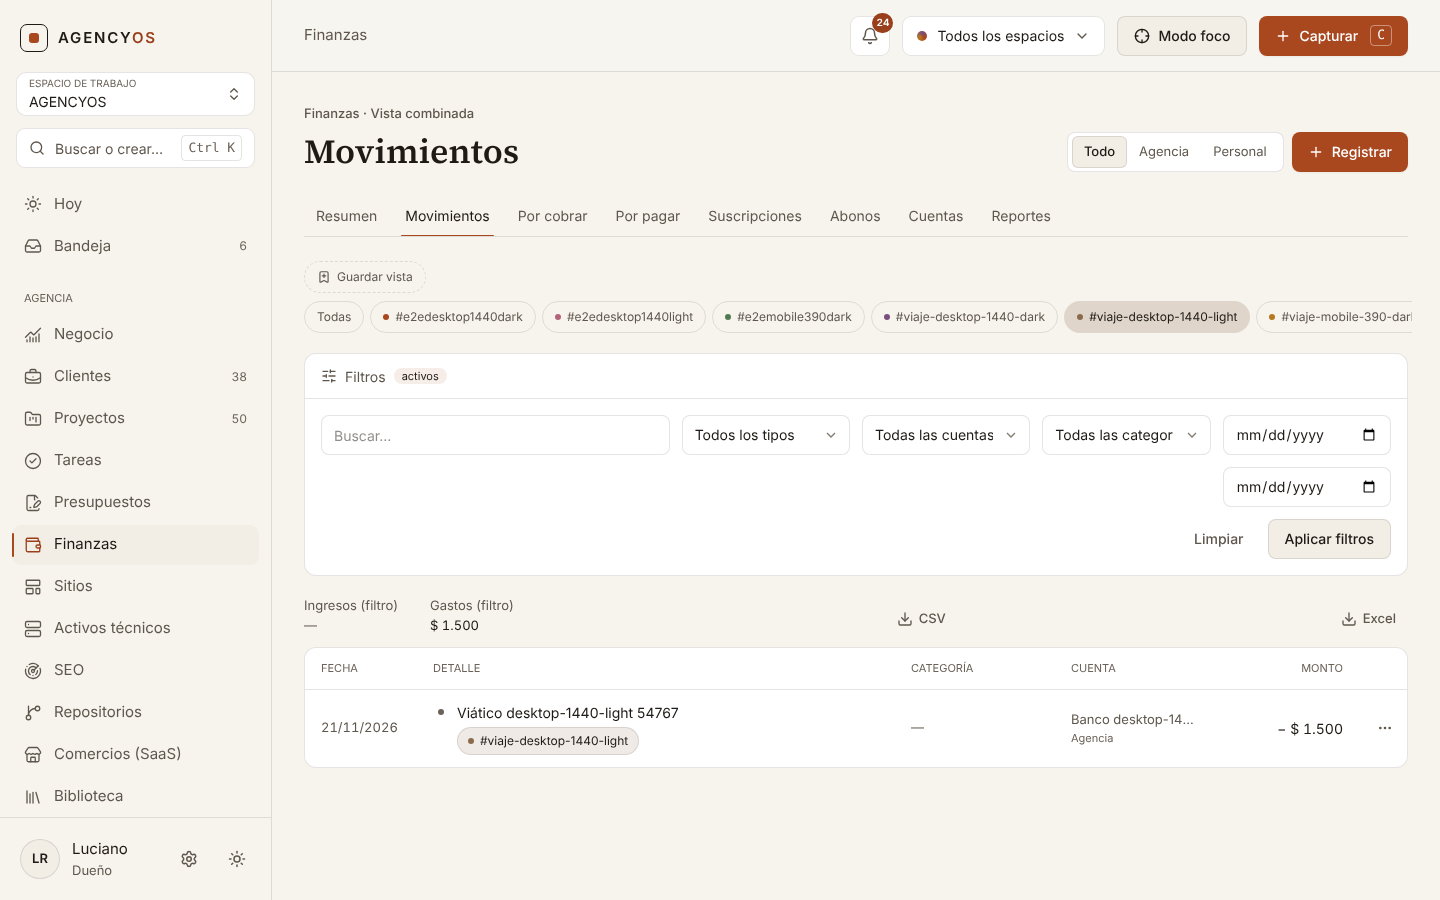 AGENCYOS
ESPACIO DE TRABAJO
AGENCYOS
Buscar o crear... Ctrl K
Hoy
Bandeja 6
AGENCIA
Negocio
Clientes 38
Proyectos 50
Tareas
Presupuestos
Finanzas
Sitios
Activos técnicos
SEO
Repositorios
Comercios (SaaS)
Biblioteca
LR
Luciano
Dueño
Finanzas
24
Todos los espacios
Modo foco
+ Capturar C
Finanzas · Vista combinada
Movimientos
Todo Agencia Personal
+ Registrar
Resumen Movimientos Por cobrar Por pagar Suscripciones Abonos Cuentas Reportes
Guardar vista
Todas #e2edesktop1440dark #e2edesktop1440light #e2emobile390dark #viaje-desktop-1440-dark #viaje-desktop-1440-light #viaje-mobile-390-dar
Filtros activos
Buscar... Todos los tipos Todas las cuentas Todas las categor mm/dd/yyyy
mm/dd/yyyy
Limpiar Aplicar filtros
Ingresos (filtro) Gastos (filtro)
— $ 1.500
CSV Excel
FECHA DETALLE CATEGORÍA CUENTA MONTO
21/11/2026 Viático desktop-1440-light 54767 — Banco desktop-14... − $ 1.500 ...
#viaje-desktop-1440-light Agencia